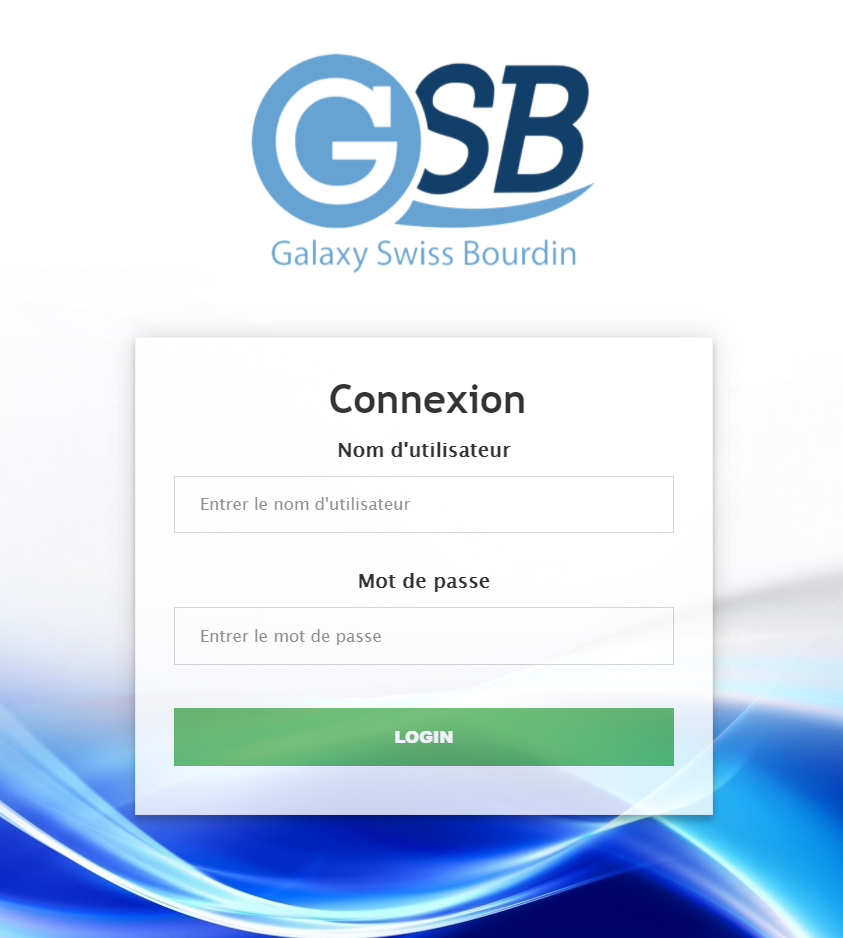 GSB
Galaxy Swiss Bourdin
Connexion
Nom d'utilisateur
Entrer le nom d'utilisateur
Mot de passe
Entrer le mot de passe
LOGIN